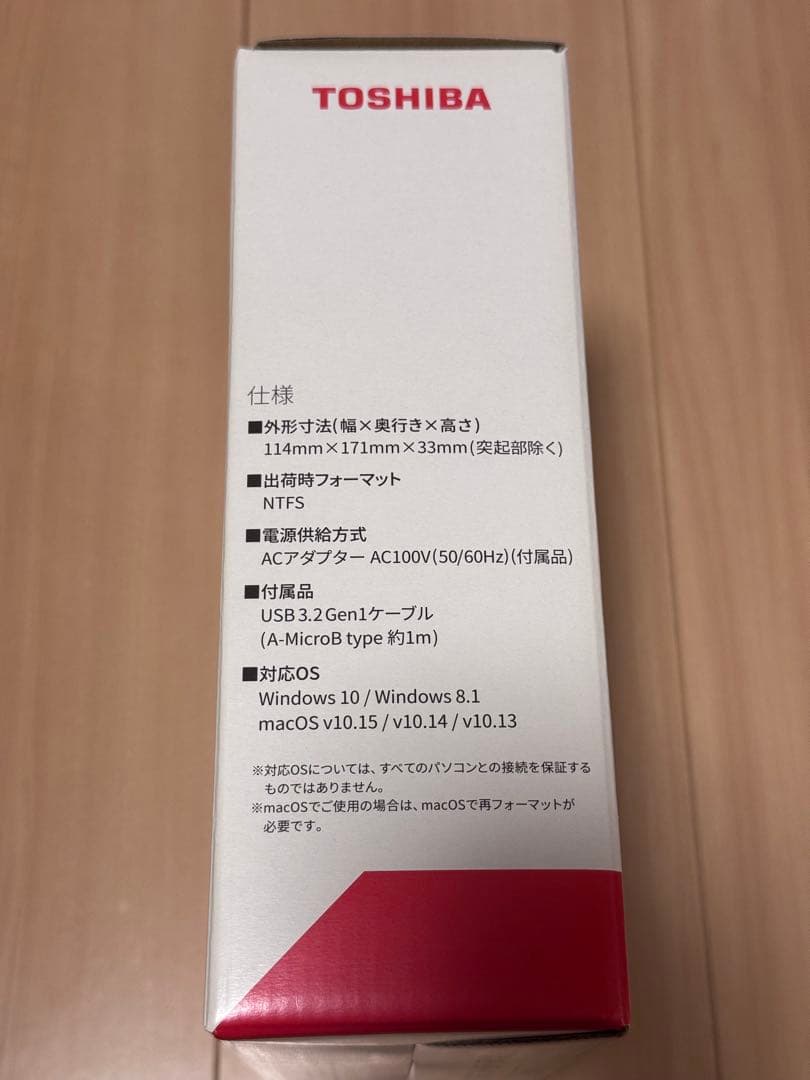 TOSHIBA
仕様
■外形寸法(幅×奥行き×高さ)
114mm×171mm×33mm(突起部除く)
■出荷時フォーマット
NTFS
■電源供給方式
ACアダプター AC100V(50/60Hz)(付属品)
■付属品
USB3.2Gen1ケーブル
(A-MicroB type 約1m)
■対応OS
Windows 10 / Windows 8.1
macOS v10.15 / v10.14 / v10.13
※対応OSについては、すべてのパソコンとの接続を保証する
ものではありません。
※macOSでご使用の場合は、macOSで再フォーマットが
必要です。